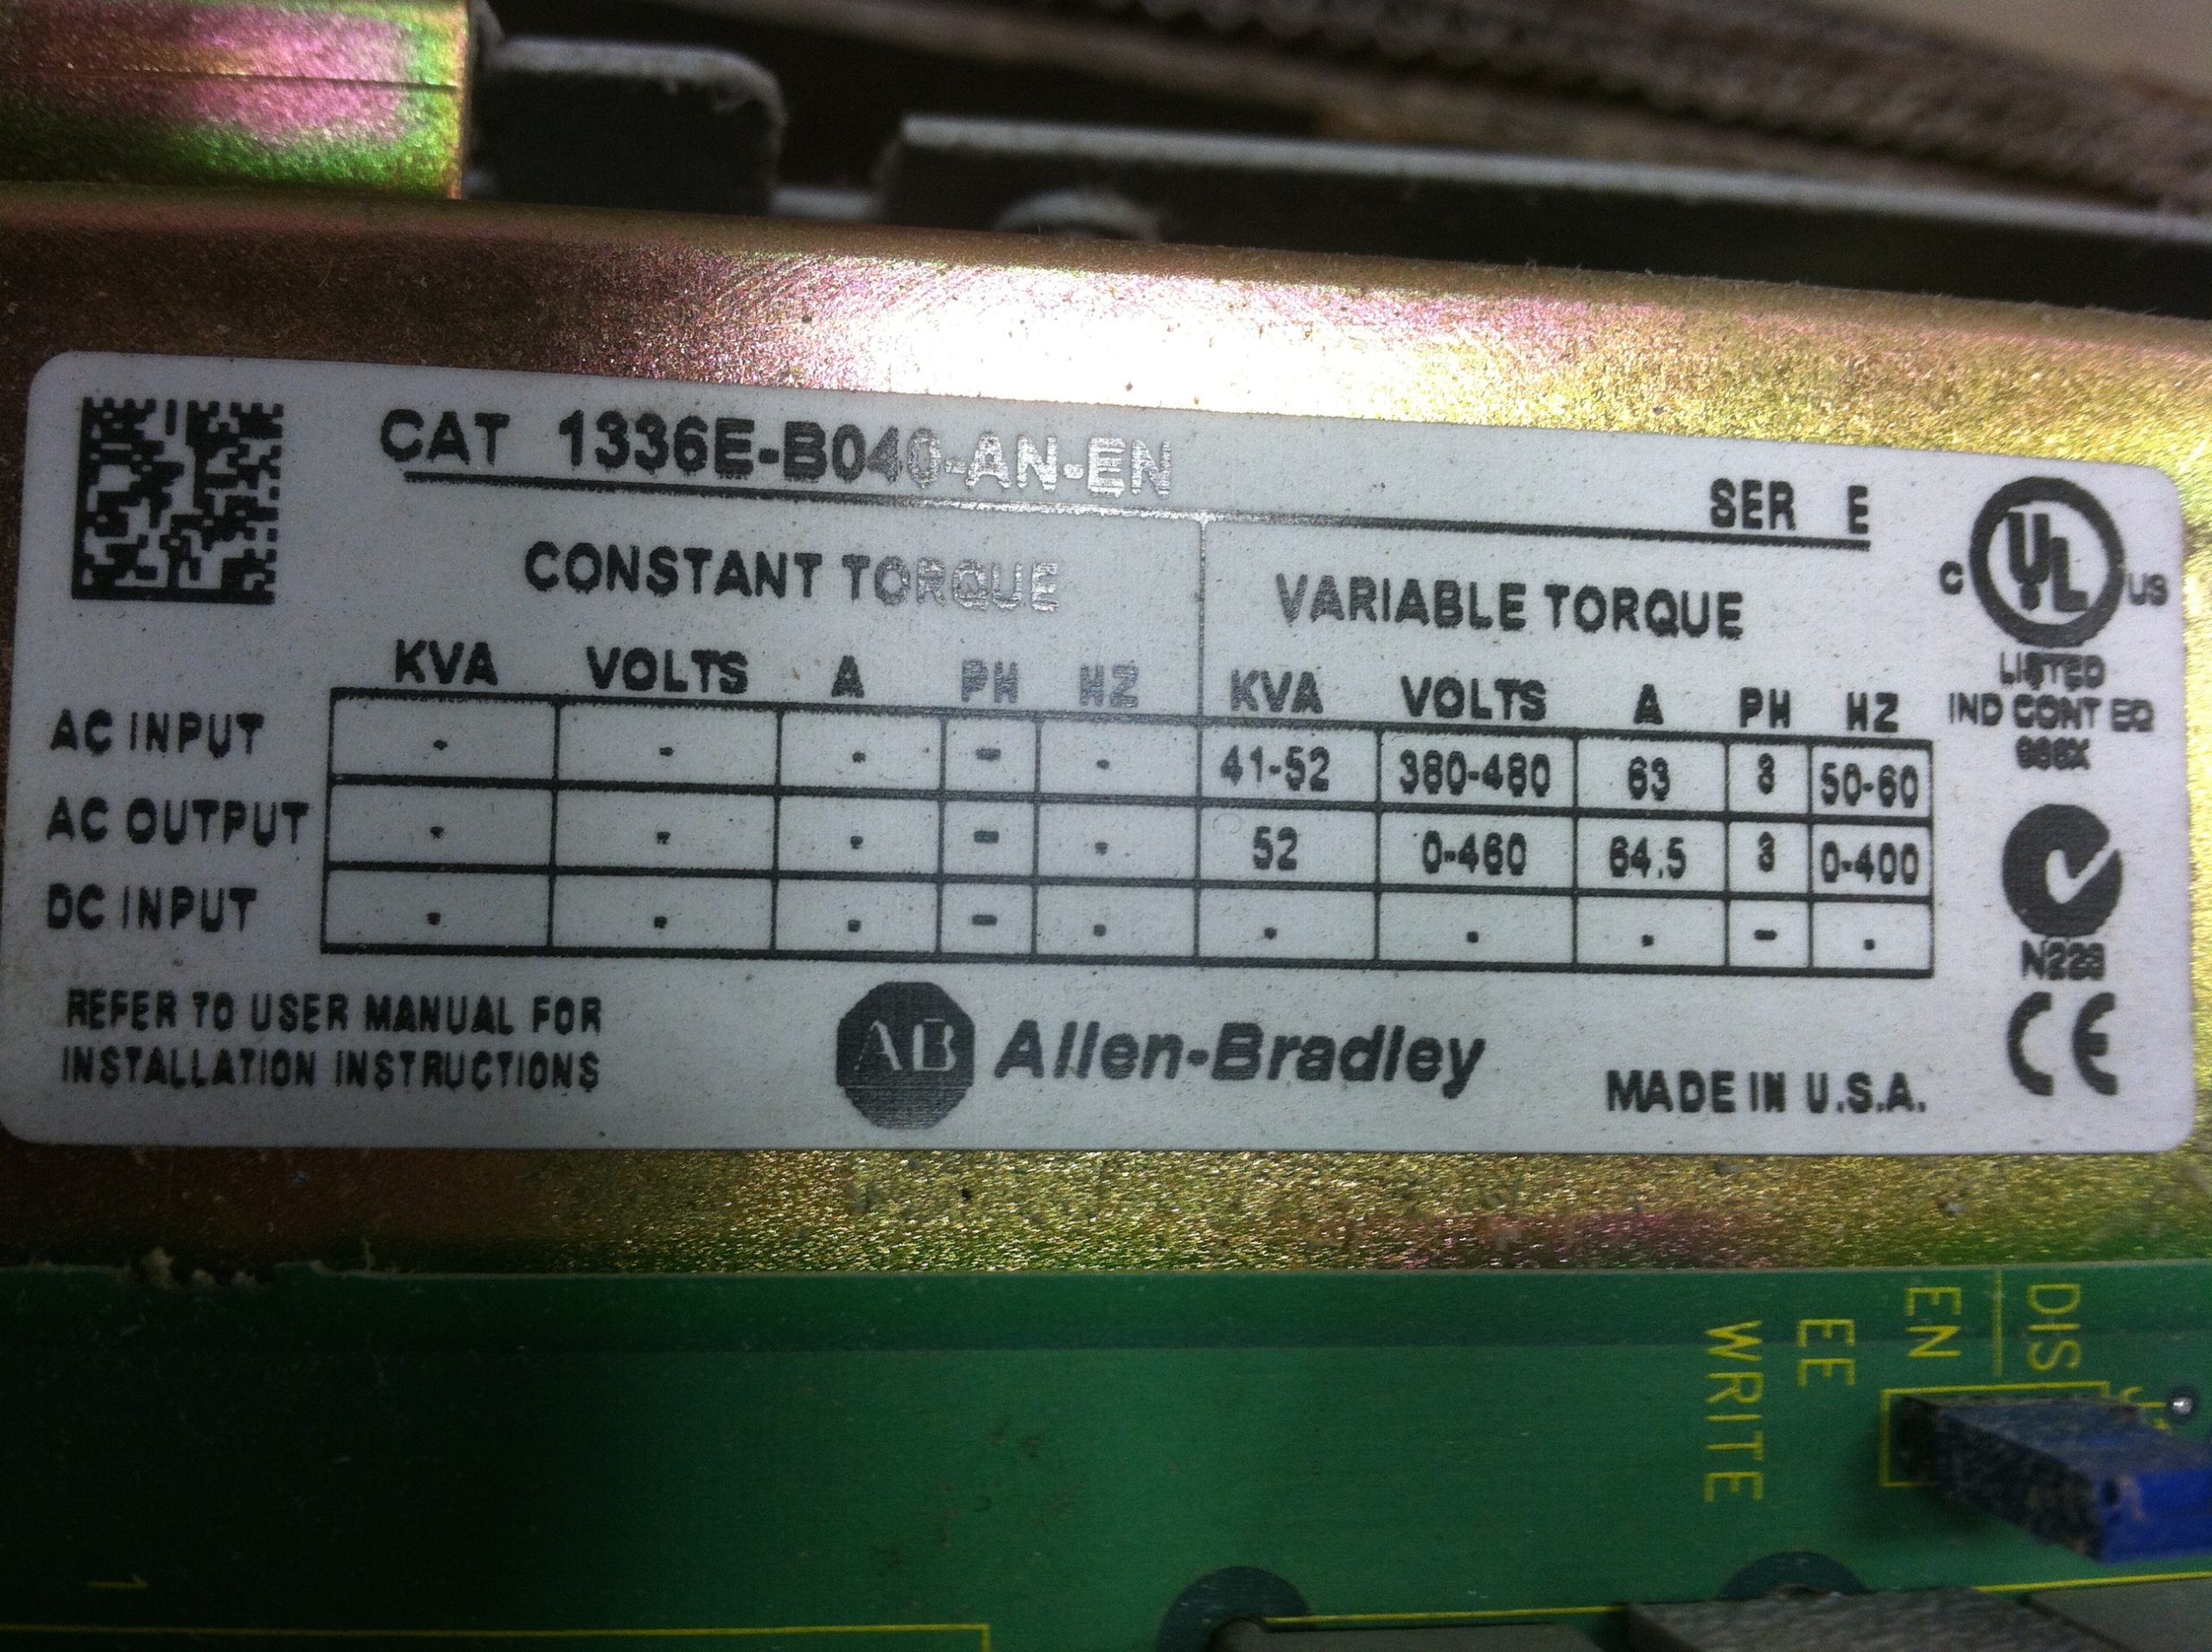 CAT 1336E-B040-AN-EN
SER E
CONSTANT TORQUE
VARIABLE TORQUE
KVA VOLTS A PH HZ KVA VOLTS A PH HZ
AC INPUT - - - - - 41-52 380-480 63 3 50-60
AC OUTPUT - - - - - 52 0-460 64.5 3 0-400
DC INPUT - - - - - - - - - -
REFER TO USER MANUAL FOR
INSTALLATION INSTRUCTIONS
AB Allen-Bradley
MADE IN U.S.A.
C UL US
LISTED
IND CONT EQ
N223
CE
DIS
EN
EE
WRITE
1